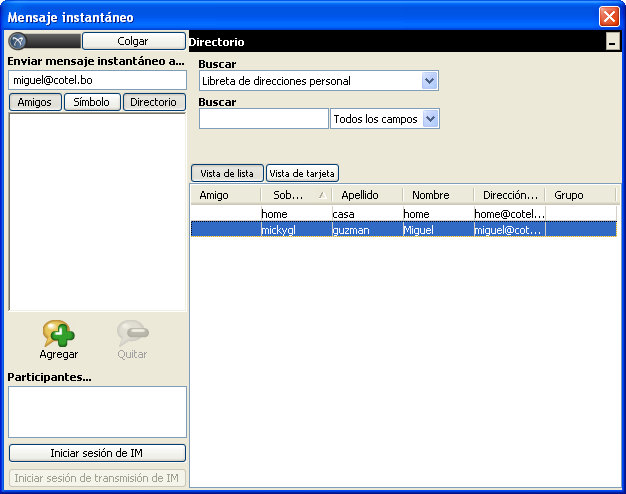 Mensaje instantáneo
Colgar
Enviar mensaje instantáneo a...
miguel@cotel.bo
Amigos Símbolo Directorio
Agregar Quitar
Participantes...
Iniciar sesión de IM
Iniciar sesión de transmisión de IM
Directorio
Buscar
Libreta de direcciones personal
Buscar
Todos los campos
Vista de lista Vista de tarjeta
Amigo Sob... Apellido Nombre Dirección... Grupo
home casa home home@cotel...
mickygl guzman Miguel miguel@cot...